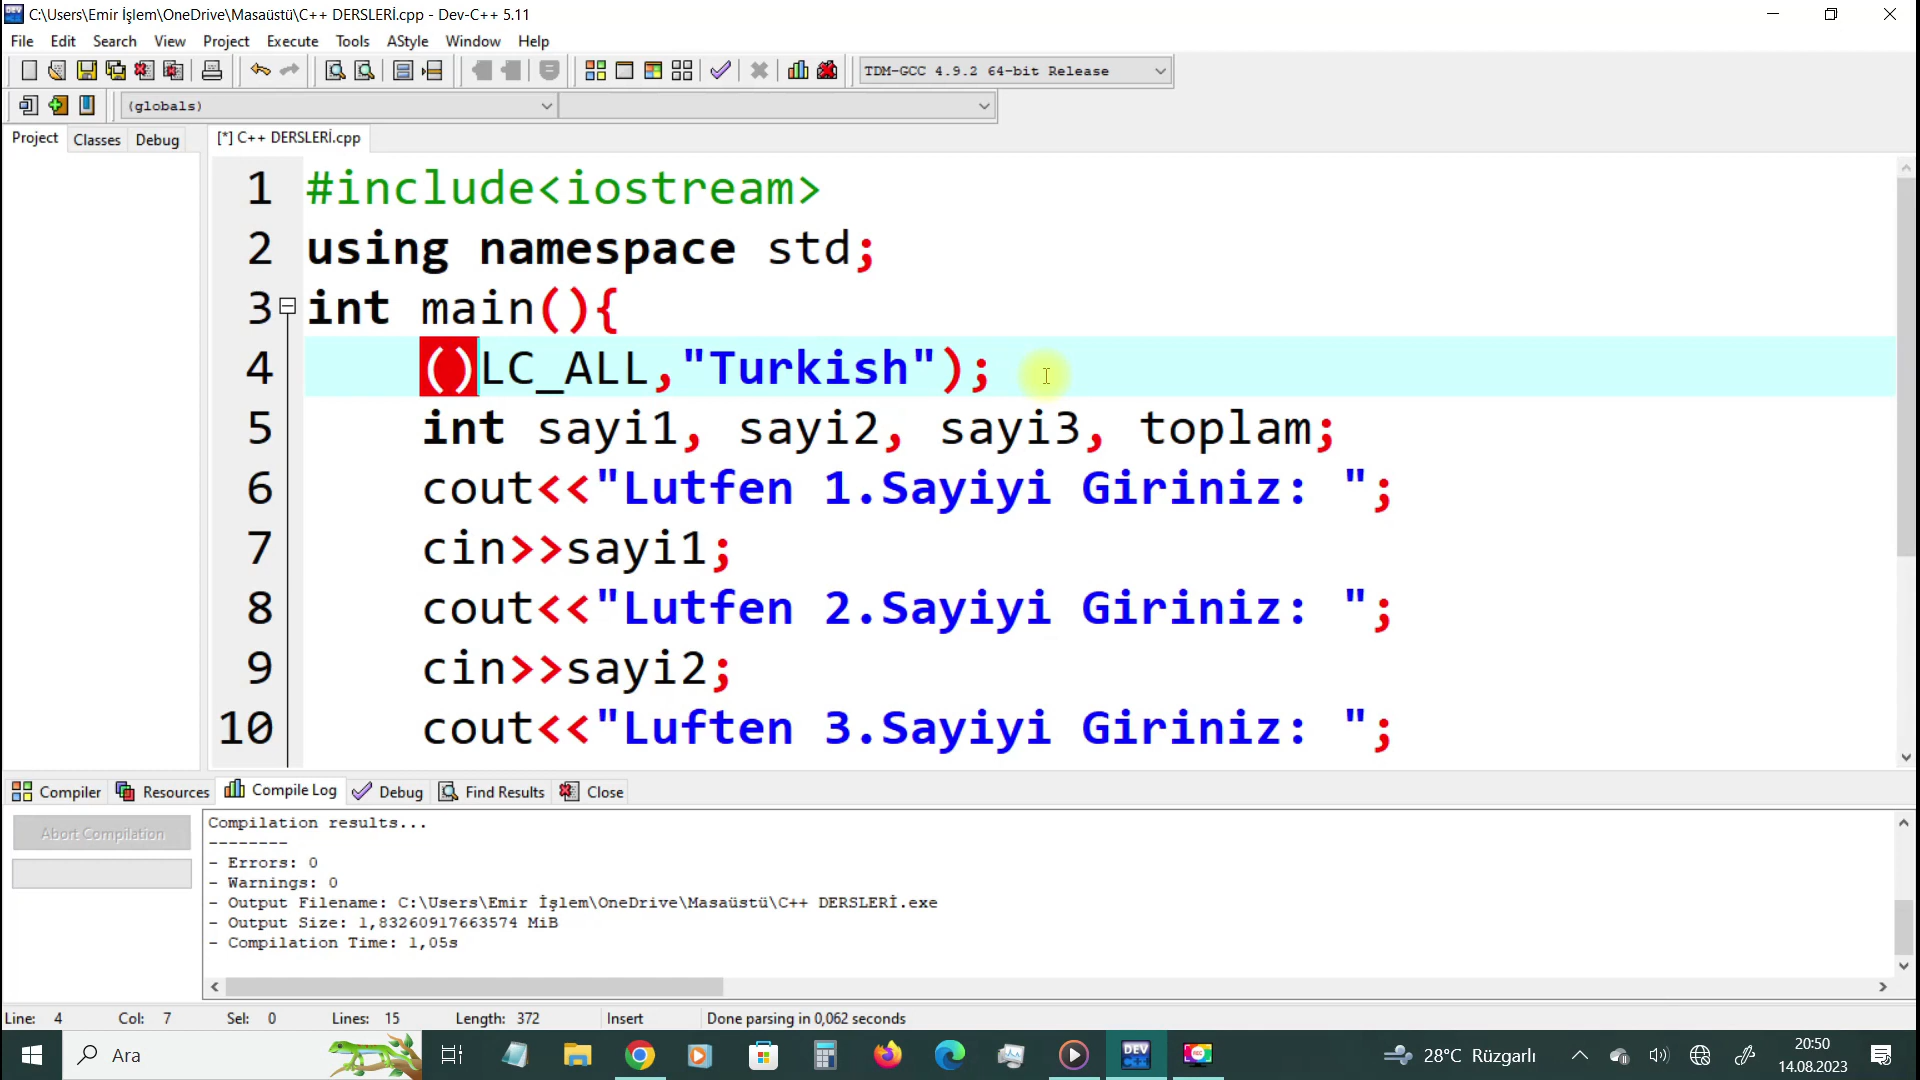 C:\Users\Emir İşlem\OneDrive\Masaüstü\C++ DERSLERİ.cpp - Dev-C++ 5.11
File Edit Search View Project Execute Tools AStyle Window Help
TDM-GCC 4.9.2 64-bit Release
(globals)
Project Classes Debug [*] C++ DERSLERİ.cpp
1 #include<iostream>
2 using namespace std;
3 int main(){
4 ()LC_ALL,"Turkish");
5 int sayi1, sayi2, sayi3, toplam;
6 cout<<"Lutfen 1.Sayiyi Giriniz: ";
7 cin>>sayi1;
8 cout<<"Lutfen 2.Sayiyi Giriniz: ";
9 cin>>sayi2;
10 cout<<"Luften 3.Sayiyi Giriniz: ";
Compiler Resources Compile Log Debug Find Results Close
Abort Compilation
Compilation results...
--------
- Errors: 0
- Warnings: 0
- Output Filename: C:\Users\Emir İşlem\OneDrive\Masaüstü\C++ DERSLERİ.exe
- Output Size: 1,83260917663574 MiB
- Compilation Time: 1,05s
Line: 4 Col: 7 Sel: 0 Lines: 15 Length: 372 Insert Done parsing in 0,062 seconds
Ara
DEV C++
REC
28°C Rüzgarlı
20:50
14.08.2023